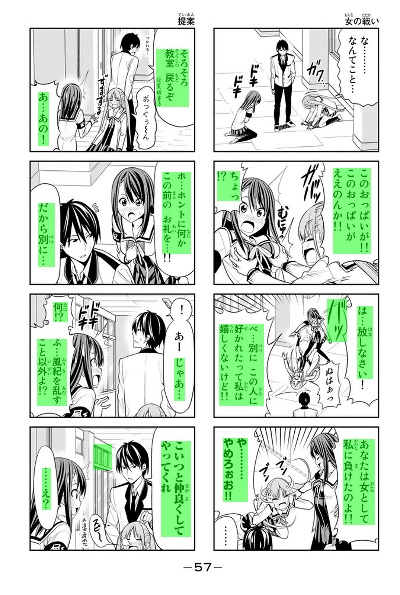 女の戦い
な……
なんてこと…
ガクッ
このおっぱいが!!
このおっぱいが
ええのんか!!
ちょっ
!?
むにっ
は…放しなさい!
バッ
べ…別に この人に
好かれたって私は
嬉しくないけど!!
ぬはぁっ
あなたは女として
私に負けたのよ!!
や………
やめろぉお!!
……
提案
そろそろ
教室 戻るぞ
あっぐぅ〜ん
あ…あの!
ホ…ホントに何か
この前の お礼を…!!
だから別に…
!
あー
じゃあ…
何!?
ふ…風紀を乱す
こと以外よ!?
こいつと仲良くして
やってくれ
……え?
—57—